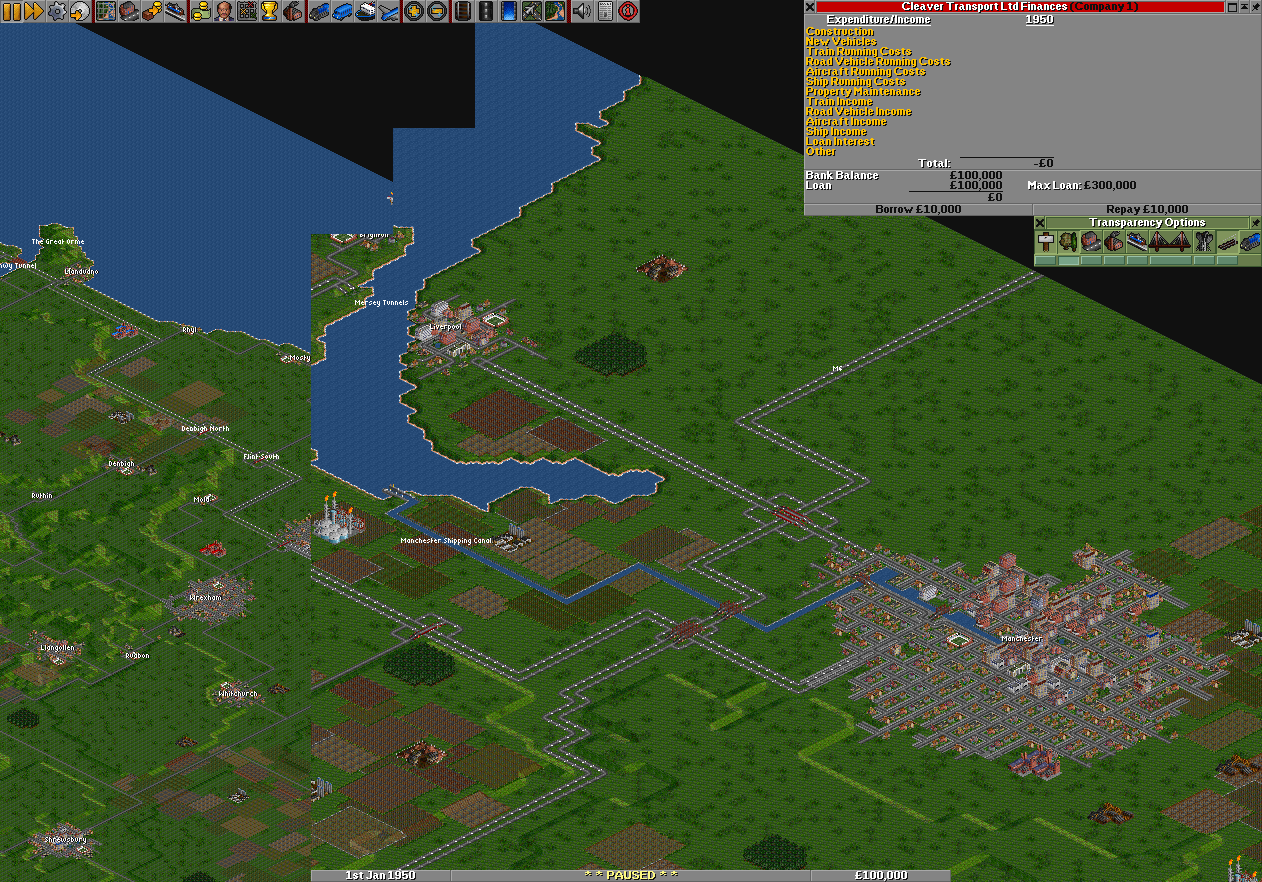 Cleaver Transport Ltd Finances (Company 1)
Expenditure/Income 1950
Construction
New Vehicles
Train Running Costs
Road Vehicle Running Costs
Aircraft Running Costs
Ship Running Costs
Property Maintenance
Train Income
Road Vehicle Income
Aircraft Income
Ship Income
Loan Interest
Other
Total: -£0
Bank Balance £100,000
Loan £100,000 Max Loan: £300,000
£0
Borrow £10,000 Repay £10,000
Transparency Options
The Great Orme
Tunnel
Llandudno
Mersey Tunnels
Liverpool
Rhyl
Mostyn
M6
Denbigh North
Flint South
Denbigh
Ruthin
Mold
Manchester Shipping Canal
Wrexham
Manchester
Llangollen
Ruabon
Whitchurch
Shrewsbury
1st Jan 1950 * * PAUSED * * £100,000